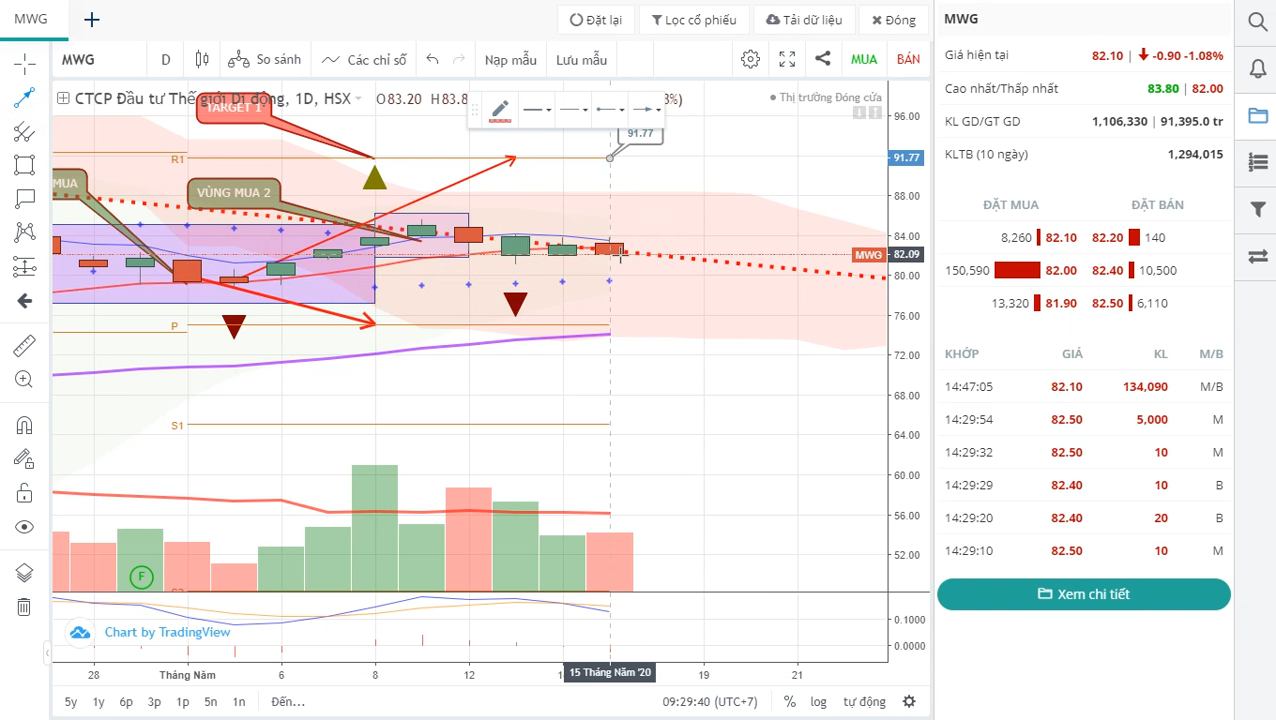 MWG
Đặt lại
Lọc cổ phiếu
Tải dữ liệu
Đóng
MWG
D
So sánh
Các chỉ số
Nạp mẫu
Lưu mẫu
MUA
BÁN
CTCP Đầu tư Thế giới Di động, 1D, HSX
O83.20 H83.8
%)
Thị trường Đóng cửa
TARGET 1
91.77
R1
MUA
VÙNG MUA 2
P
S1
F
Chart by TradingView
96.00
91.77
88.00
84.00
MWG 82.09
80.00
76.00
72.00
68.00
64.00
60.00
56.00
52.00
0.1000
0.0000
28
Tháng Năm
6
8
12
15 Tháng Năm '20
19
21
5y 1y 6p 3p 1p 5n 1n Đến...
09:29:40 (UTC+7)
% log tự động
MWG
Giá hiện tại 82.10 | -0.90 -1.08%
Cao nhất/Thấp nhất 83.80 | 82.00
KL GD/GT GD 1,106,330 | 91,395.0 tr
KLTB (10 ngày) 1,294,015
ĐẶT MUA ĐẶT BÁN
8,260 82.10 82.20 140
150,590 82.00 82.40 10,500
13,320 81.90 82.50 6,110
KHỚP GIÁ KL M/B
14:47:05 82.10 134,090 M/B
14:29:54 82.50 5,000 M
14:29:32 82.50 10 M
14:29:29 82.40 10 B
14:29:20 82.40 20 B
14:29:10 82.50 10 M
Xem chi tiết